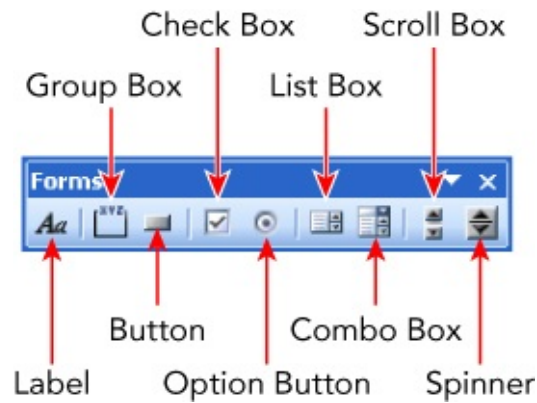 Check Box Scroll Box
Group Box List Box
Forms
Aa XYZ
Button Combo Box
Label Option Button Spinner